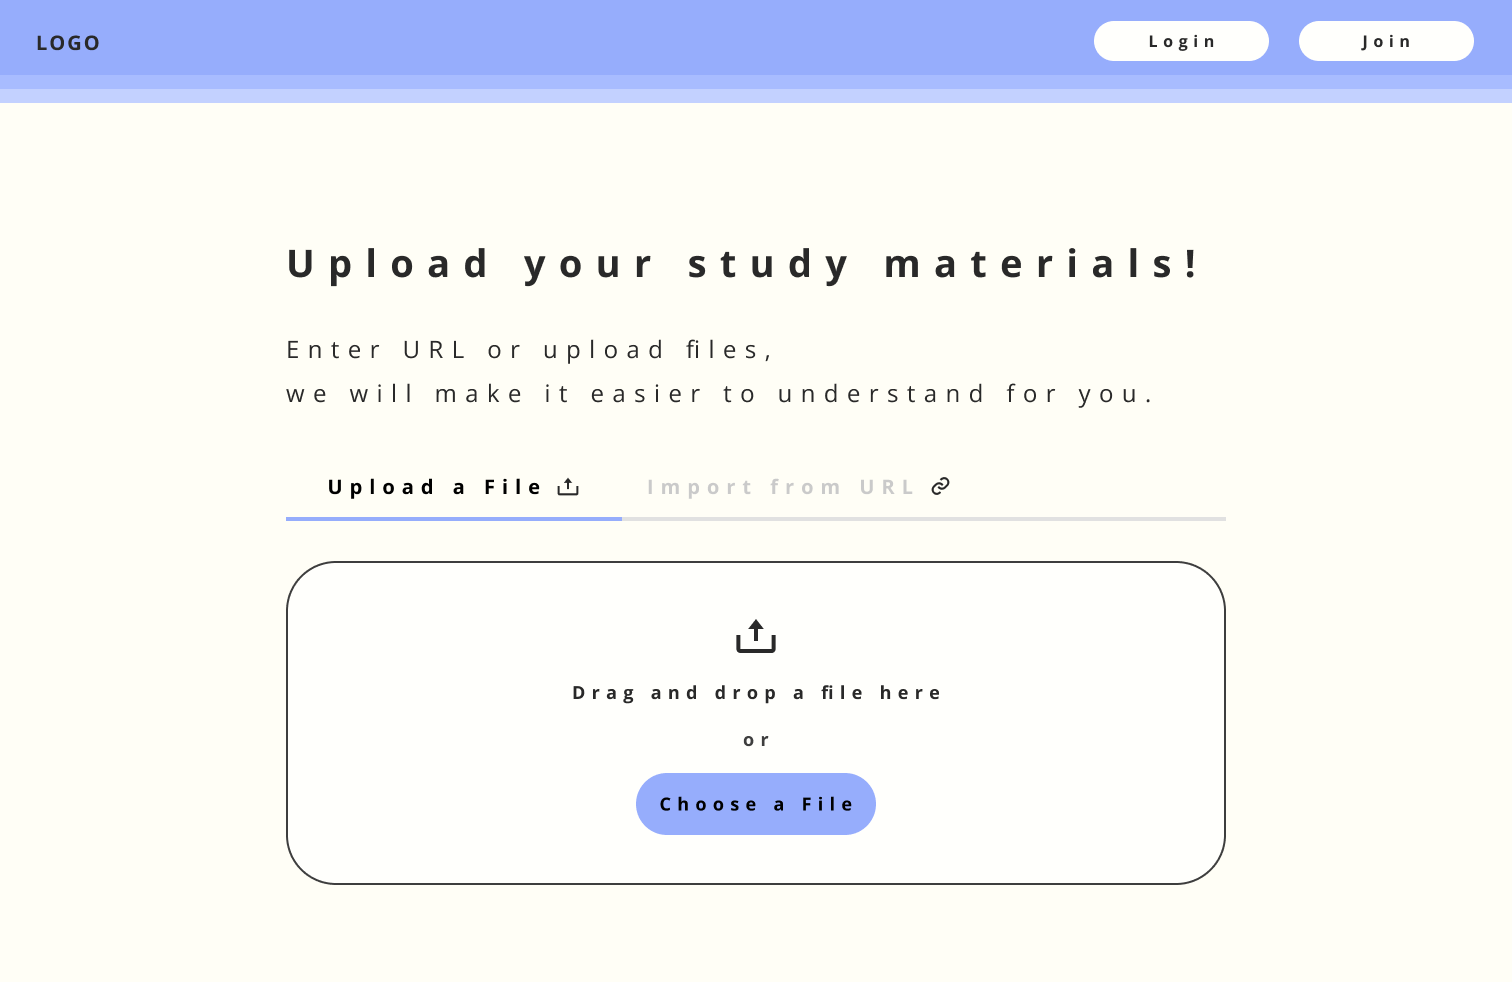 LOGO
Login
Join
Upload your study materials!
Enter URL or upload files,
we will make it easier to understand for you.
Upload a File
Import from URL
Drag and drop a file here
or
Choose a File